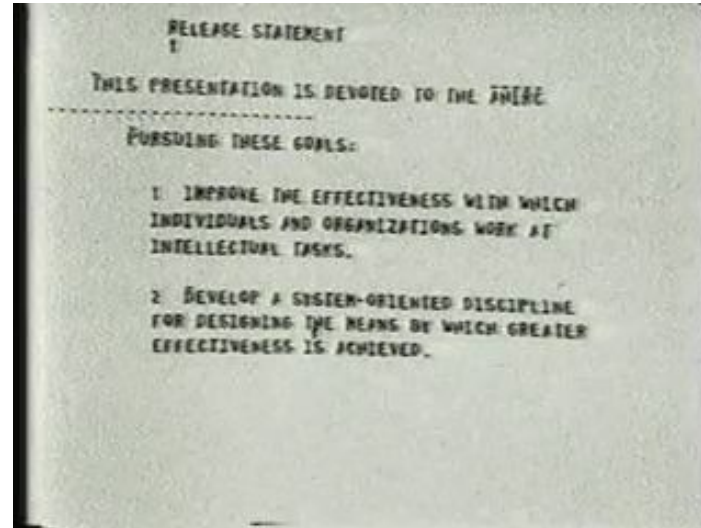 RELEASE STATEMENT
1
THIS PRESENTATION IS DEVOTED TO THE AHIRC
PURSUING THESE GOALS:
1 IMPROVE THE EFFECTIVENESS WITH WHICH
INDIVIDUALS AND ORGANIZATIONS WORK AT
INTELLECTUAL TASKS.
2 DEVELOP A SYSTEM-ORIENTED DISCIPLINE
FOR DESIGNING THE MEANS BY WHICH GREATER
EFFECTIVENESS IS ACHIEVED.